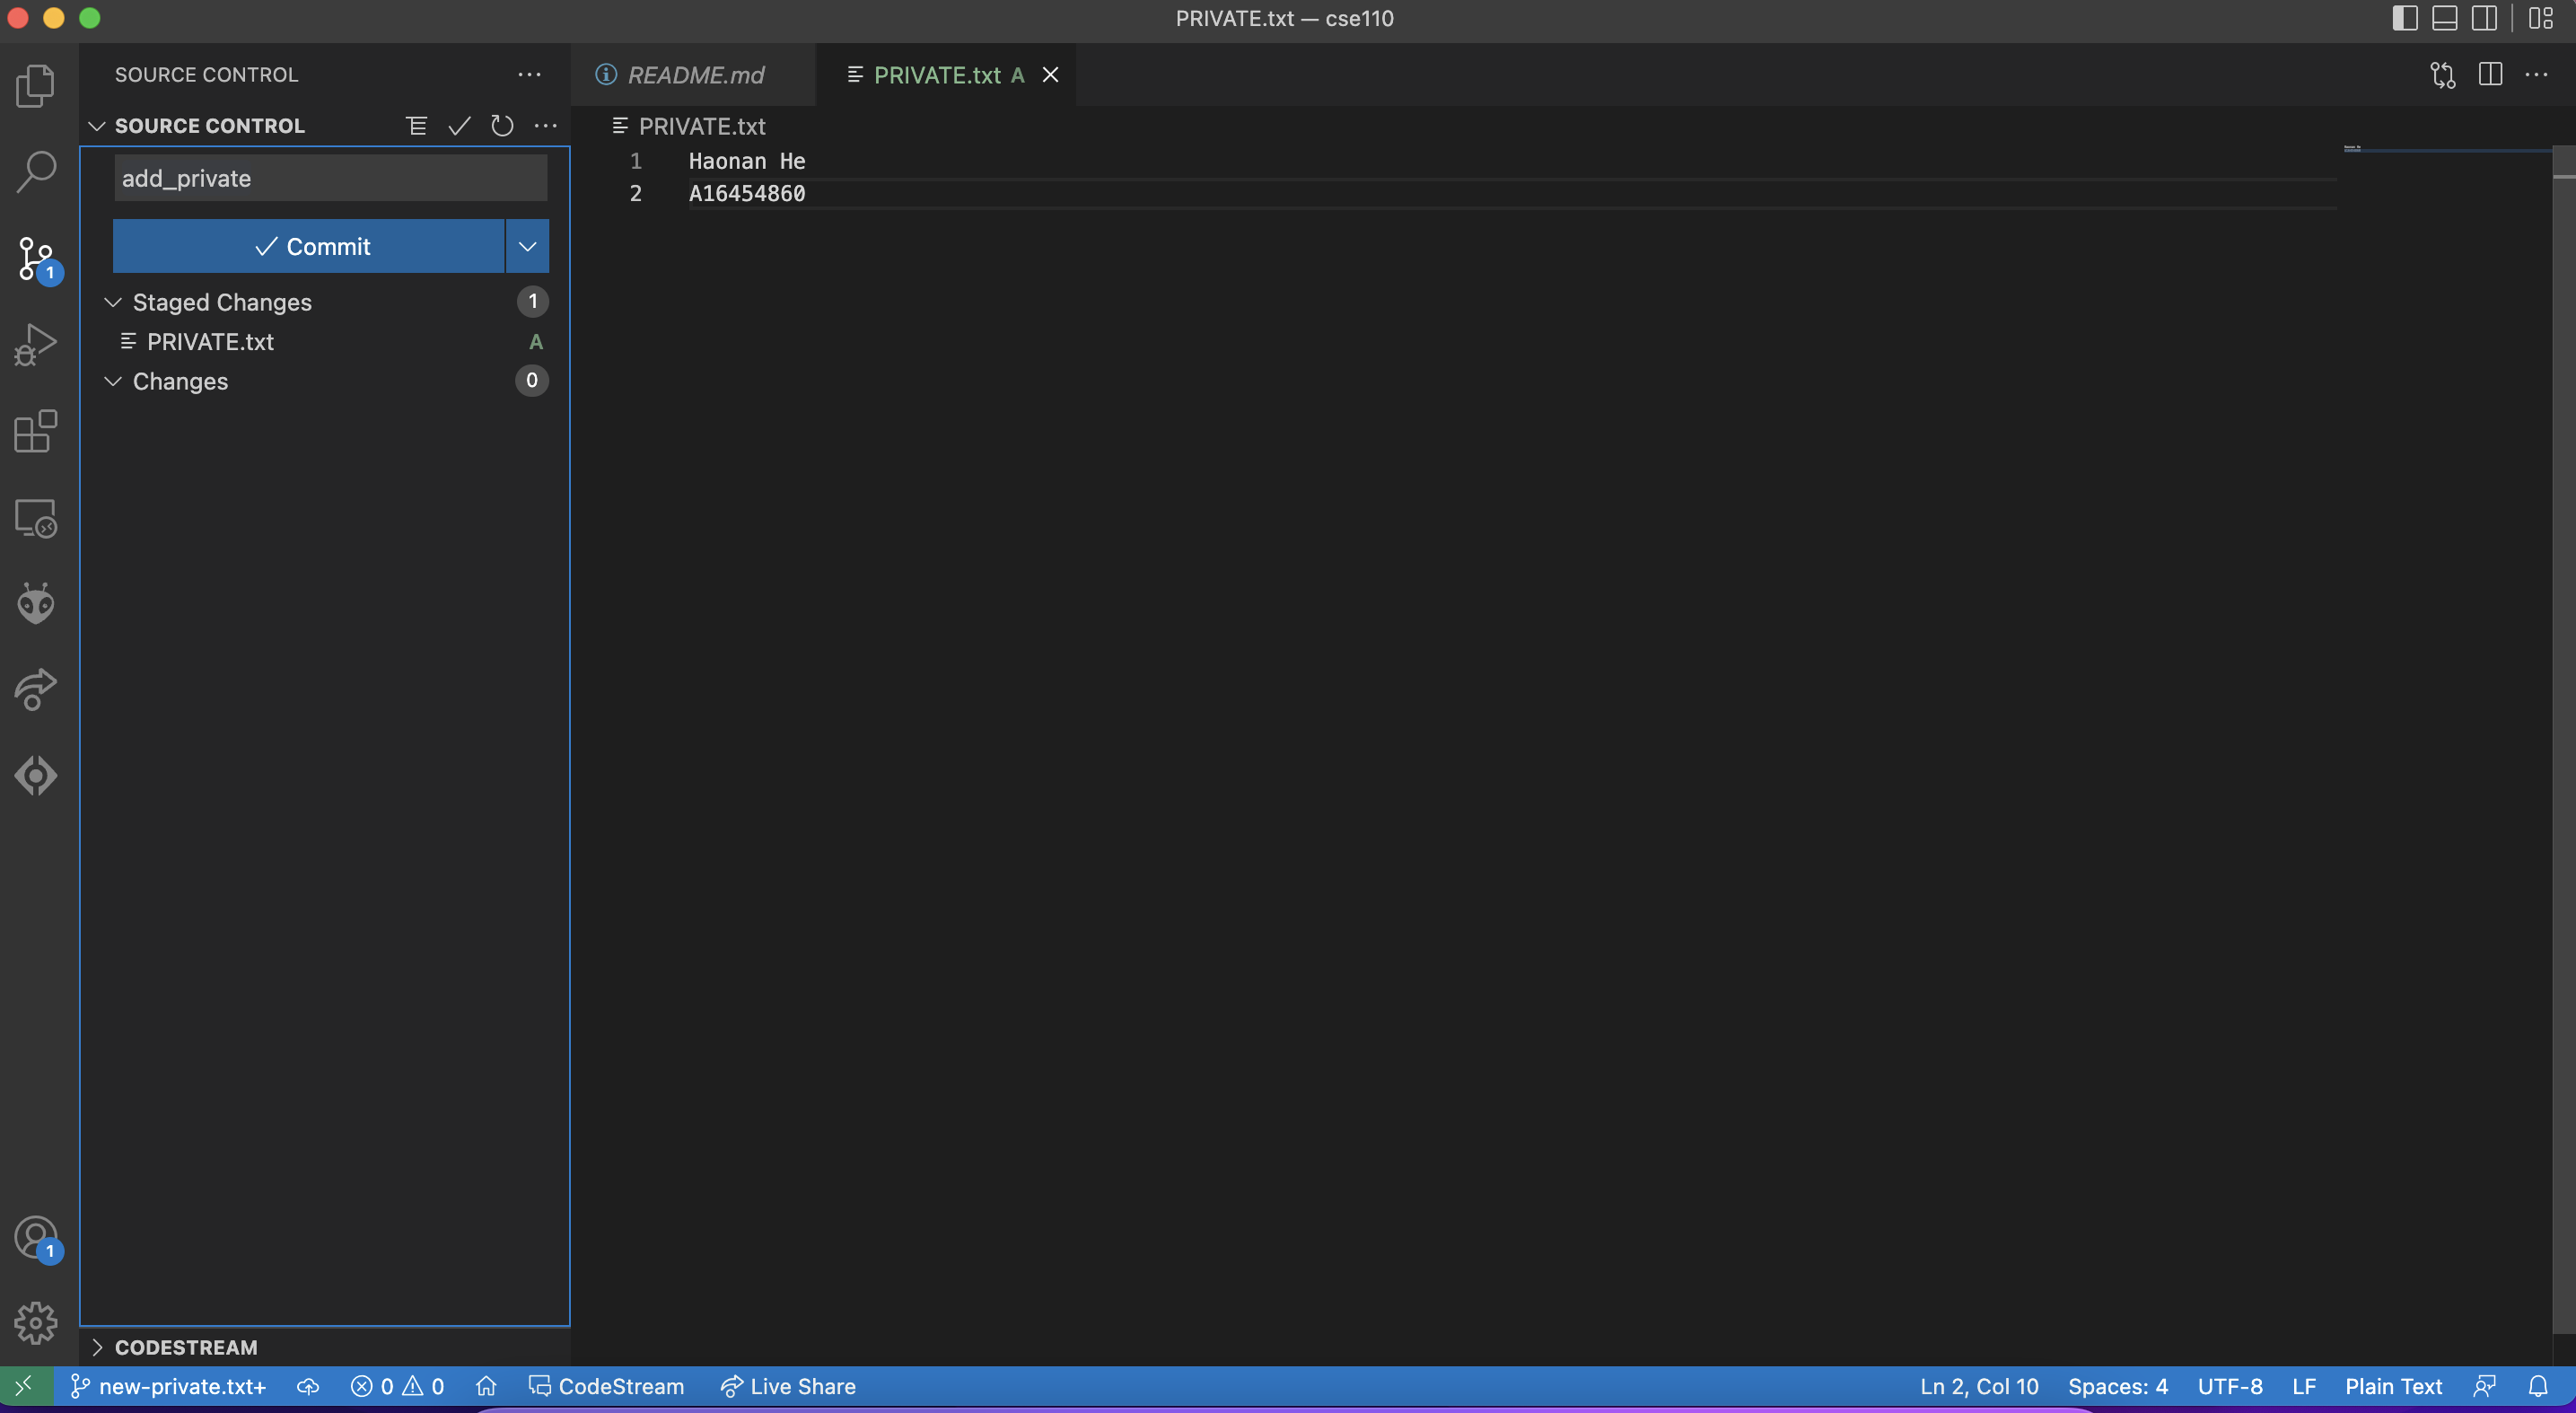 PRIVATE.txt — cse110
SOURCE CONTROL
SOURCE CONTROL
add_private
Commit
Staged Changes 1
PRIVATE.txt A
Changes 0
README.md
PRIVATE.txt A
PRIVATE.txt
1 Haonan He
2 A16454860
1
1
CODESTREAM
new-private.txt+ 0 0 CodeStream Live Share Ln 2, Col 10 Spaces: 4 UTF-8 LF Plain Text